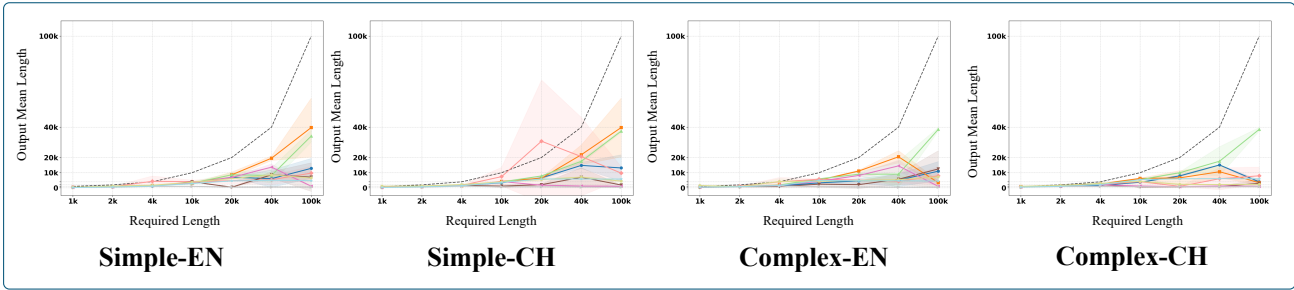 100k
40k
20k
10k
0
Output Mean Length
1k 2k 4k 10k 20k 40k 100k
Required Length
Simple-EN
100k
40k
20k
10k
0
Output Mean Length
1k 2k 4k 10k 20k 40k 100k
Required Length
Simple-CH
100k
40k
20k
10k
0
Output Mean Length
1k 2k 4k 10k 20k 40k 100k
Required Length
Complex-EN
100k
40k
20k
10k
0
Output Mean Length
1k 2k 4k 10k 20k 40k 100k
Required Length
Complex-CH